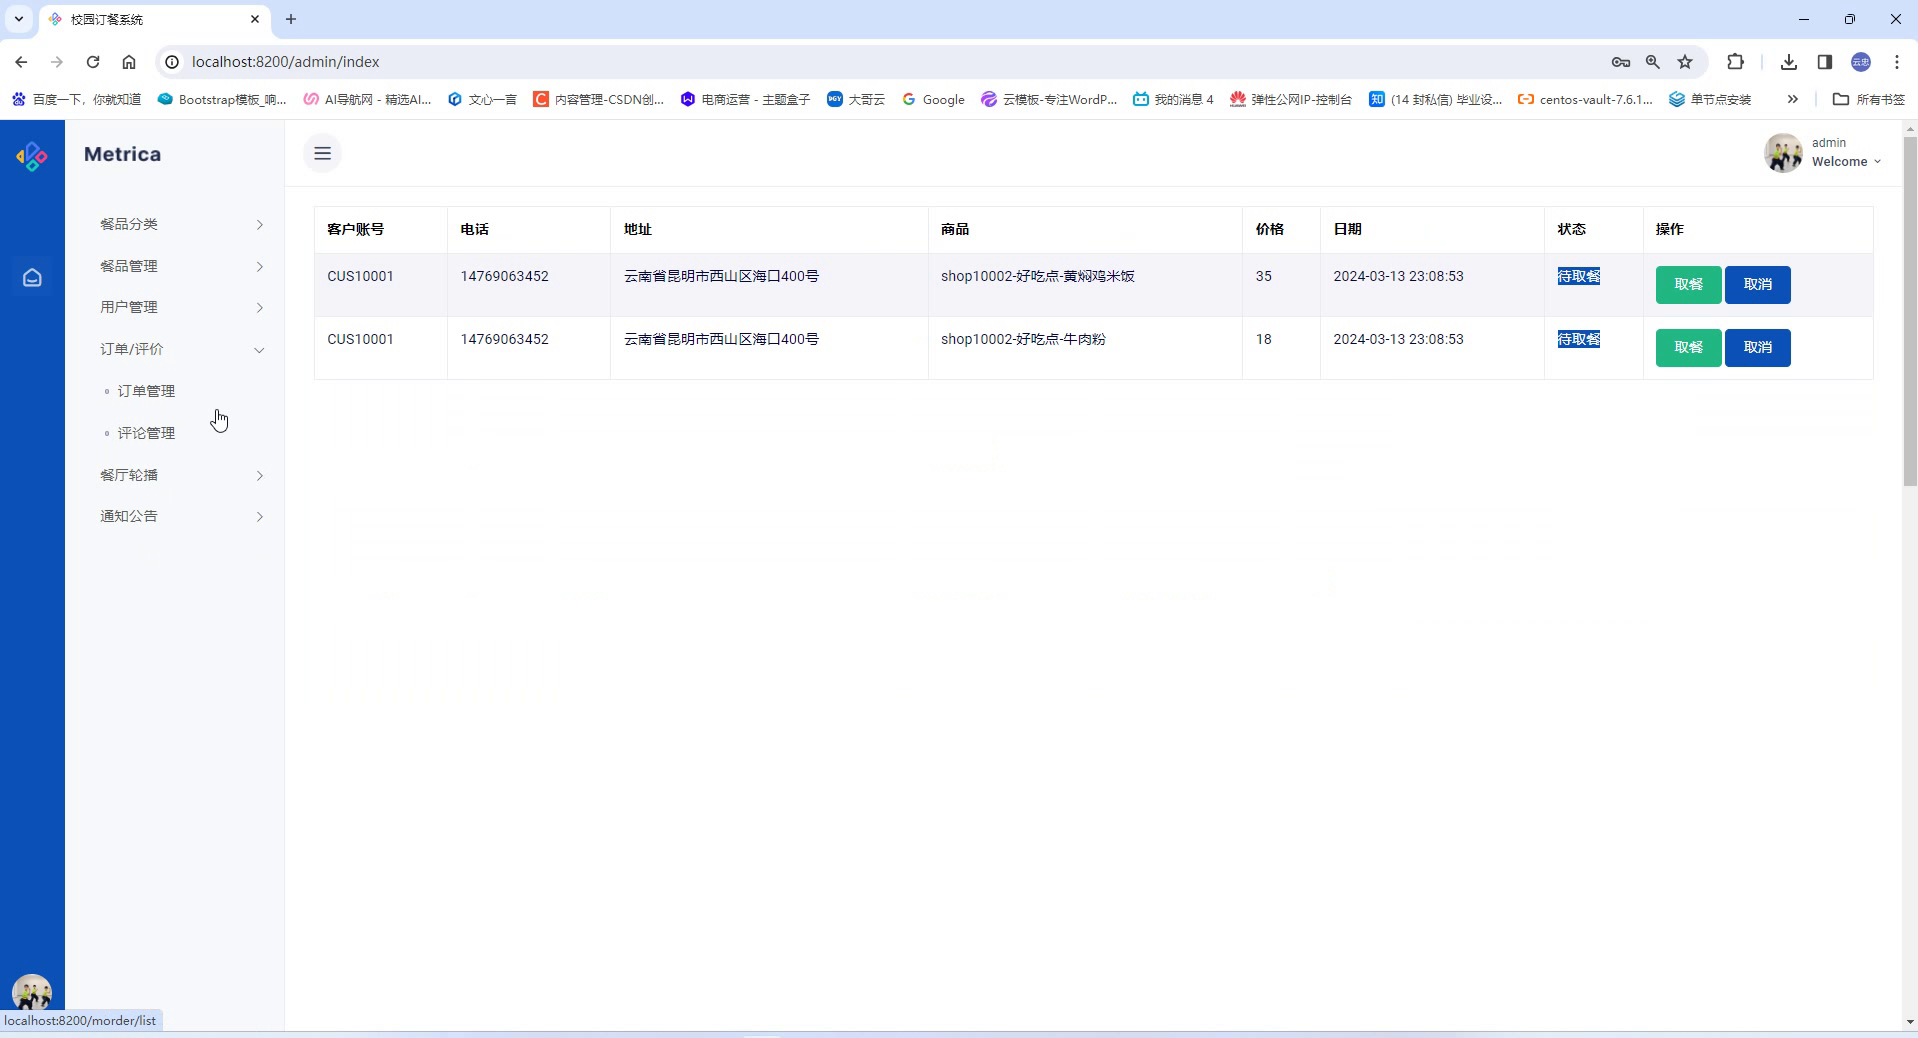 校园订餐系统
localhost:8200/admin/index
云忠
百度一下，你就知道 Bootstrap模板_响... AI导航网 - 精选AI... 文心一言 内容管理-CSDN创... 电商运营 - 主题盒子 大哥云 Google 云模板-专注WordP... 我的消息 4 弹性公网IP-控制台 知 (14 封私信) 毕业设... centos-vault-7.6.1... 单节点安装 » 所有书签
Metrica
admin
Welcome
餐品分类
餐品管理
用户管理
订单/评价
订单管理
评论管理
餐厅轮播
通知公告
客户账号 电话 地址 商品 价格 日期 状态 操作
CUS10001 14769063452 云南省昆明市西山区海口400号 shop10002-好吃点-黄焖鸡米饭 35 2024-03-13 23:08:53 待取餐 取餐 取消
CUS10001 14769063452 云南省昆明市西山区海口400号 shop10002-好吃点-牛肉粉 18 2024-03-13 23:08:53 待取餐 取餐 取消
localhost:8200/morder/list